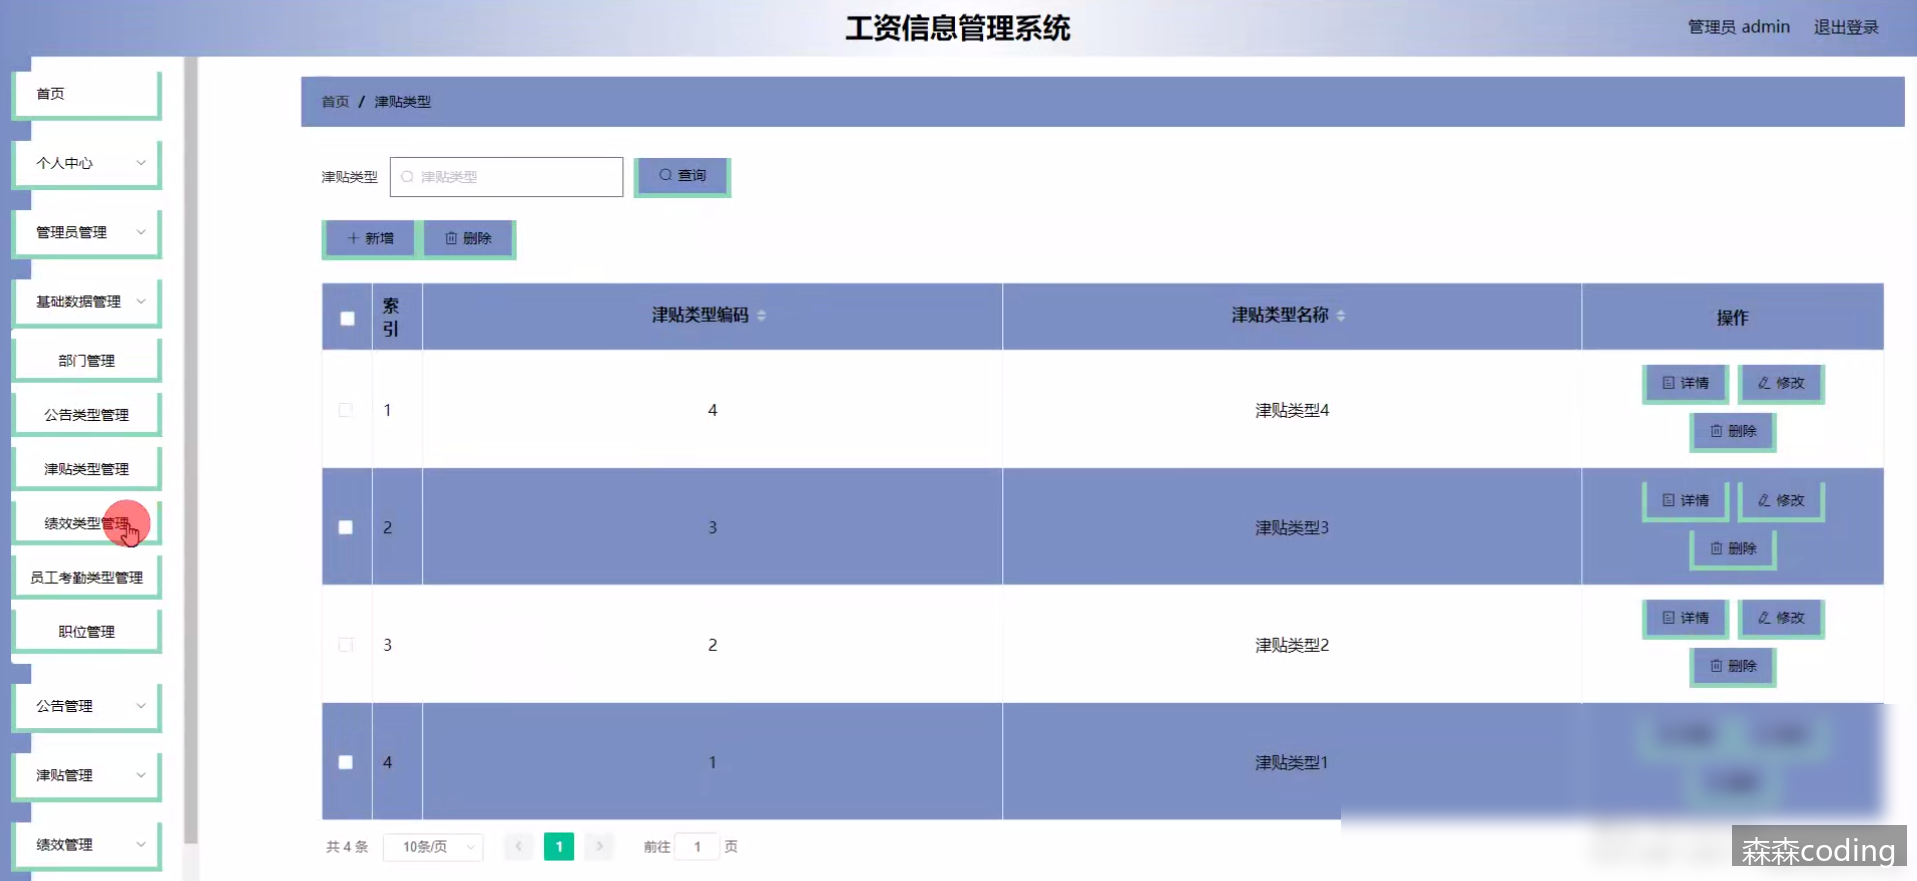 工资信息管理系统
管理员 admin 退出登录
首页
个人中心
管理员管理
基础数据管理
部门管理
公告类型管理
津贴类型管理
绩效类型管理
员工考勤类型管理
职位管理
公告管理
津贴管理
绩效管理
首页 / 津贴类型
津贴类型 津贴类型 查询
新增 删除
索引 津贴类型编码 津贴类型名称 操作
1 4 津贴类型4 详情 修改
删除
2 3 津贴类型3 详情 修改
删除
3 2 津贴类型2 详情 修改
删除
4 1 津贴类型1
共 4 条 10条/页 1 前往 1 页
森森coding